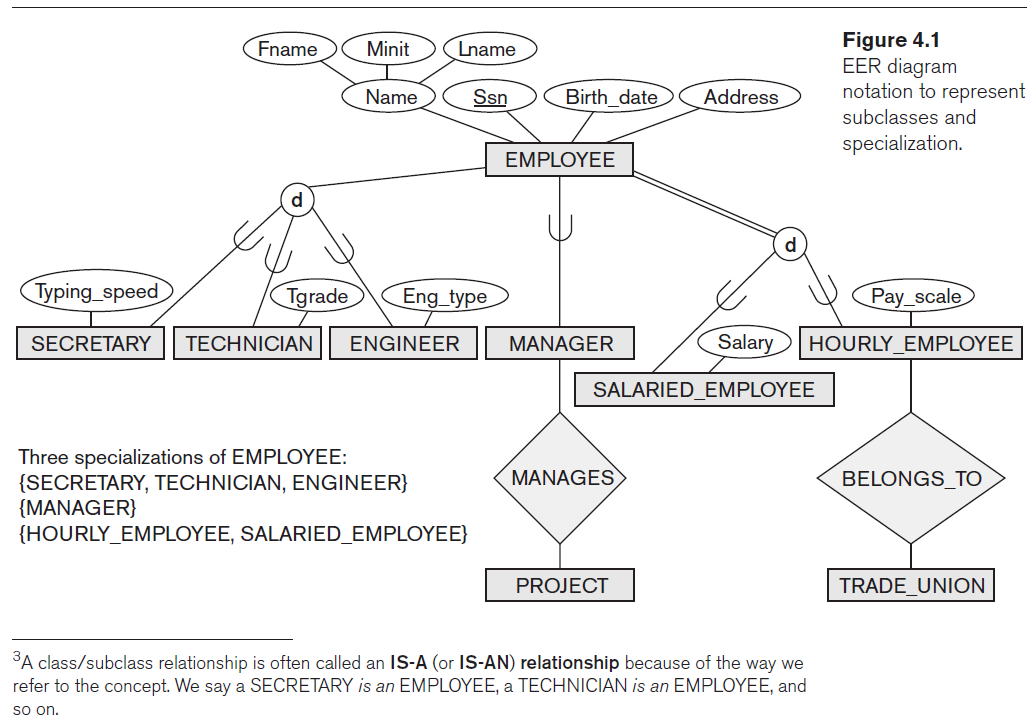 Fname Minit Lname
Name Ssn Birth_date Address
Figure 4.1
EER diagram
notation to represent
subclasses and
specialization.
EMPLOYEE
d
d
Typing_speed Tgrade Eng_type Pay_scale
SECRETARY TECHNICIAN ENGINEER MANAGER Salary HOURLY_EMPLOYEE
SALARIED_EMPLOYEE
Three specializations of EMPLOYEE:
{SECRETARY, TECHNICIAN, ENGINEER}
{MANAGER}
{HOURLY_EMPLOYEE, SALARIED_EMPLOYEE}
MANAGES BELONGS_TO
PROJECT TRADE_UNION
3A class/subclass relationship is often called an IS-A (or IS-AN) relationship because of the way we
refer to the concept. We say a SECRETARY is an EMPLOYEE, a TECHNICIAN is an EMPLOYEE, and
so on.